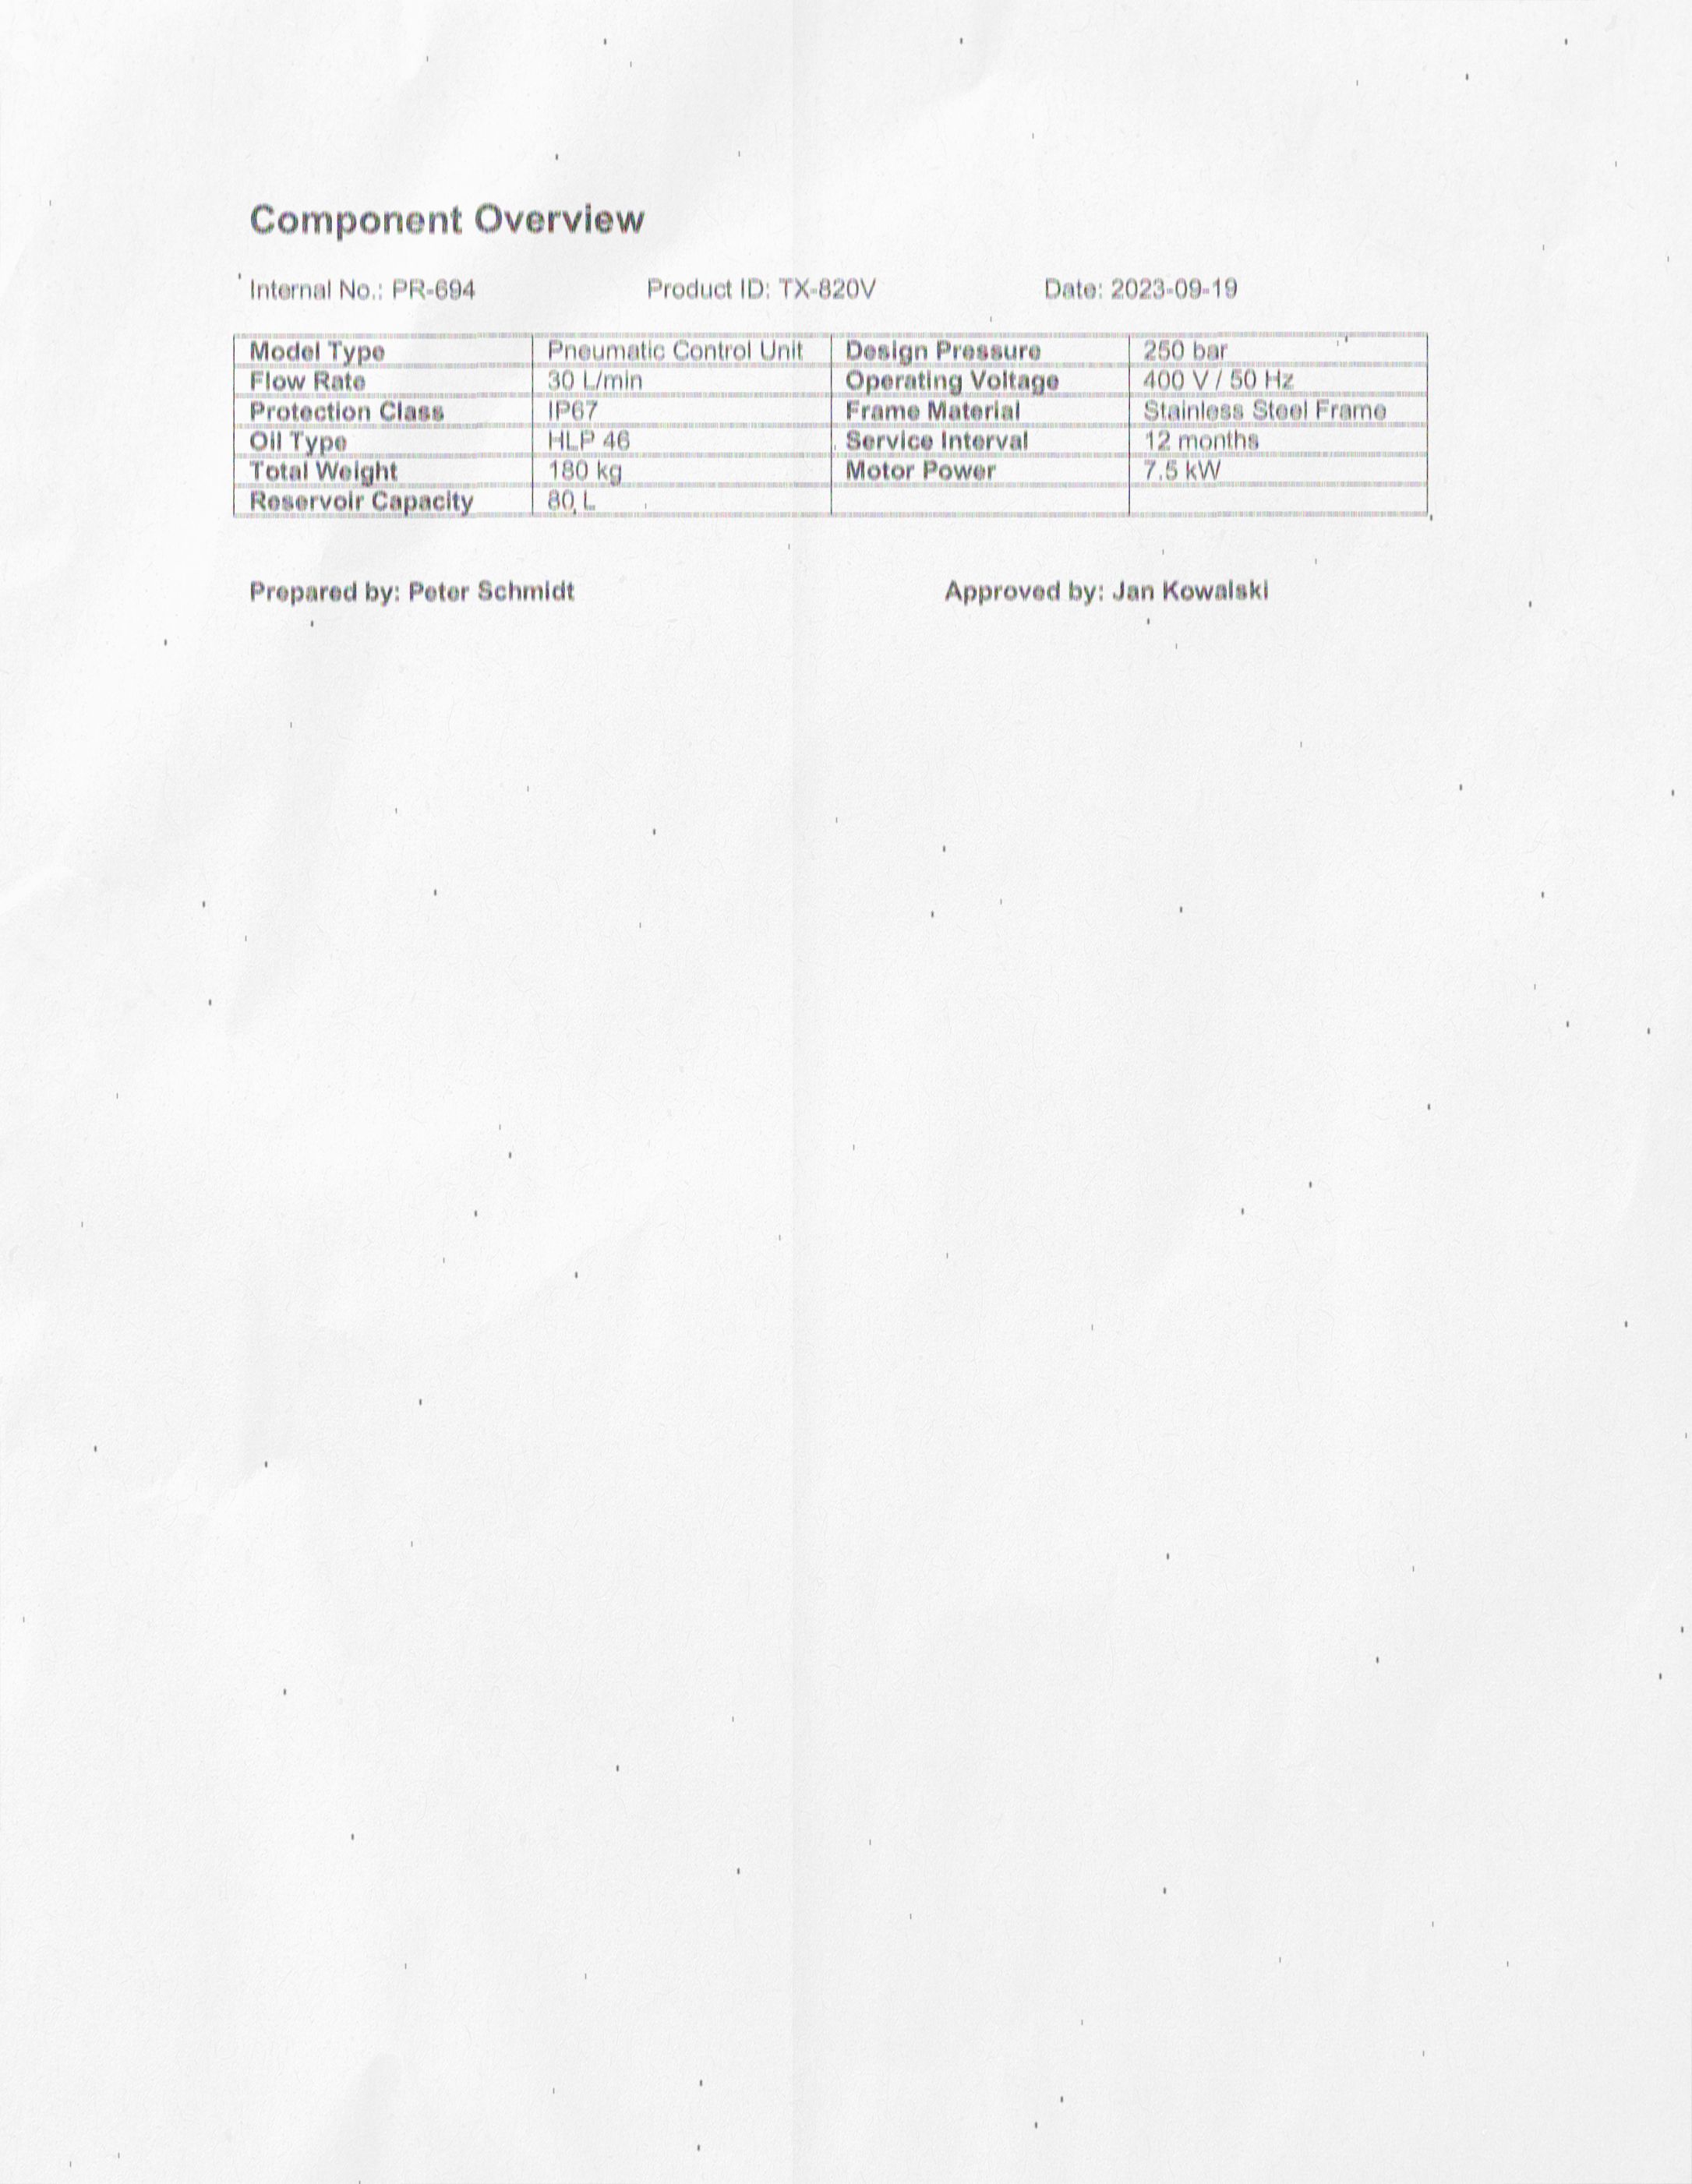 Component Overview
Internal No.: PR-694 Product ID: TX-820V Date: 2023-09-19
Model Type Pneumatic Control Unit Design Pressure 250 bar
Flow Rate 30 L/min Operating Voltage 400 V / 50 Hz
Protection Class IP67 Frame Material Stainless Steel Frame
Oil Type HLP 46 Service Interval 12 months
Total Weight 180 kg Motor Power 7.5 kW
Reservoir Capacity 80 L
Prepared by: Peter Schmidt Approved by: Jan Kowalski